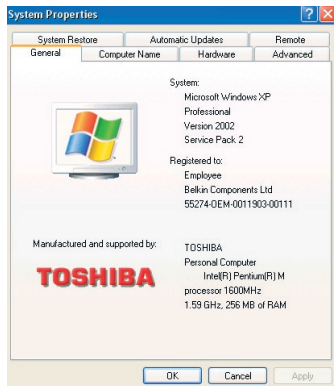 System Properties
System Restore
Automatic Updates
Remote
General
Computer Name
Hardware
Advanced
System:
Microsoft Windows XP
Professional
Version 2002
Service Pack 2
Registered to:
Employee
Belkin Components Ltd
55274-OEM-0011903-00111
Manufactured and supported by:
TOSHIBA
TOSHIBA
Personal Computer
Intel(R) Pentium(R) M
processor 1600MHz
1.59 GHz, 256 MB of RAM
OK
Cancel
Apply